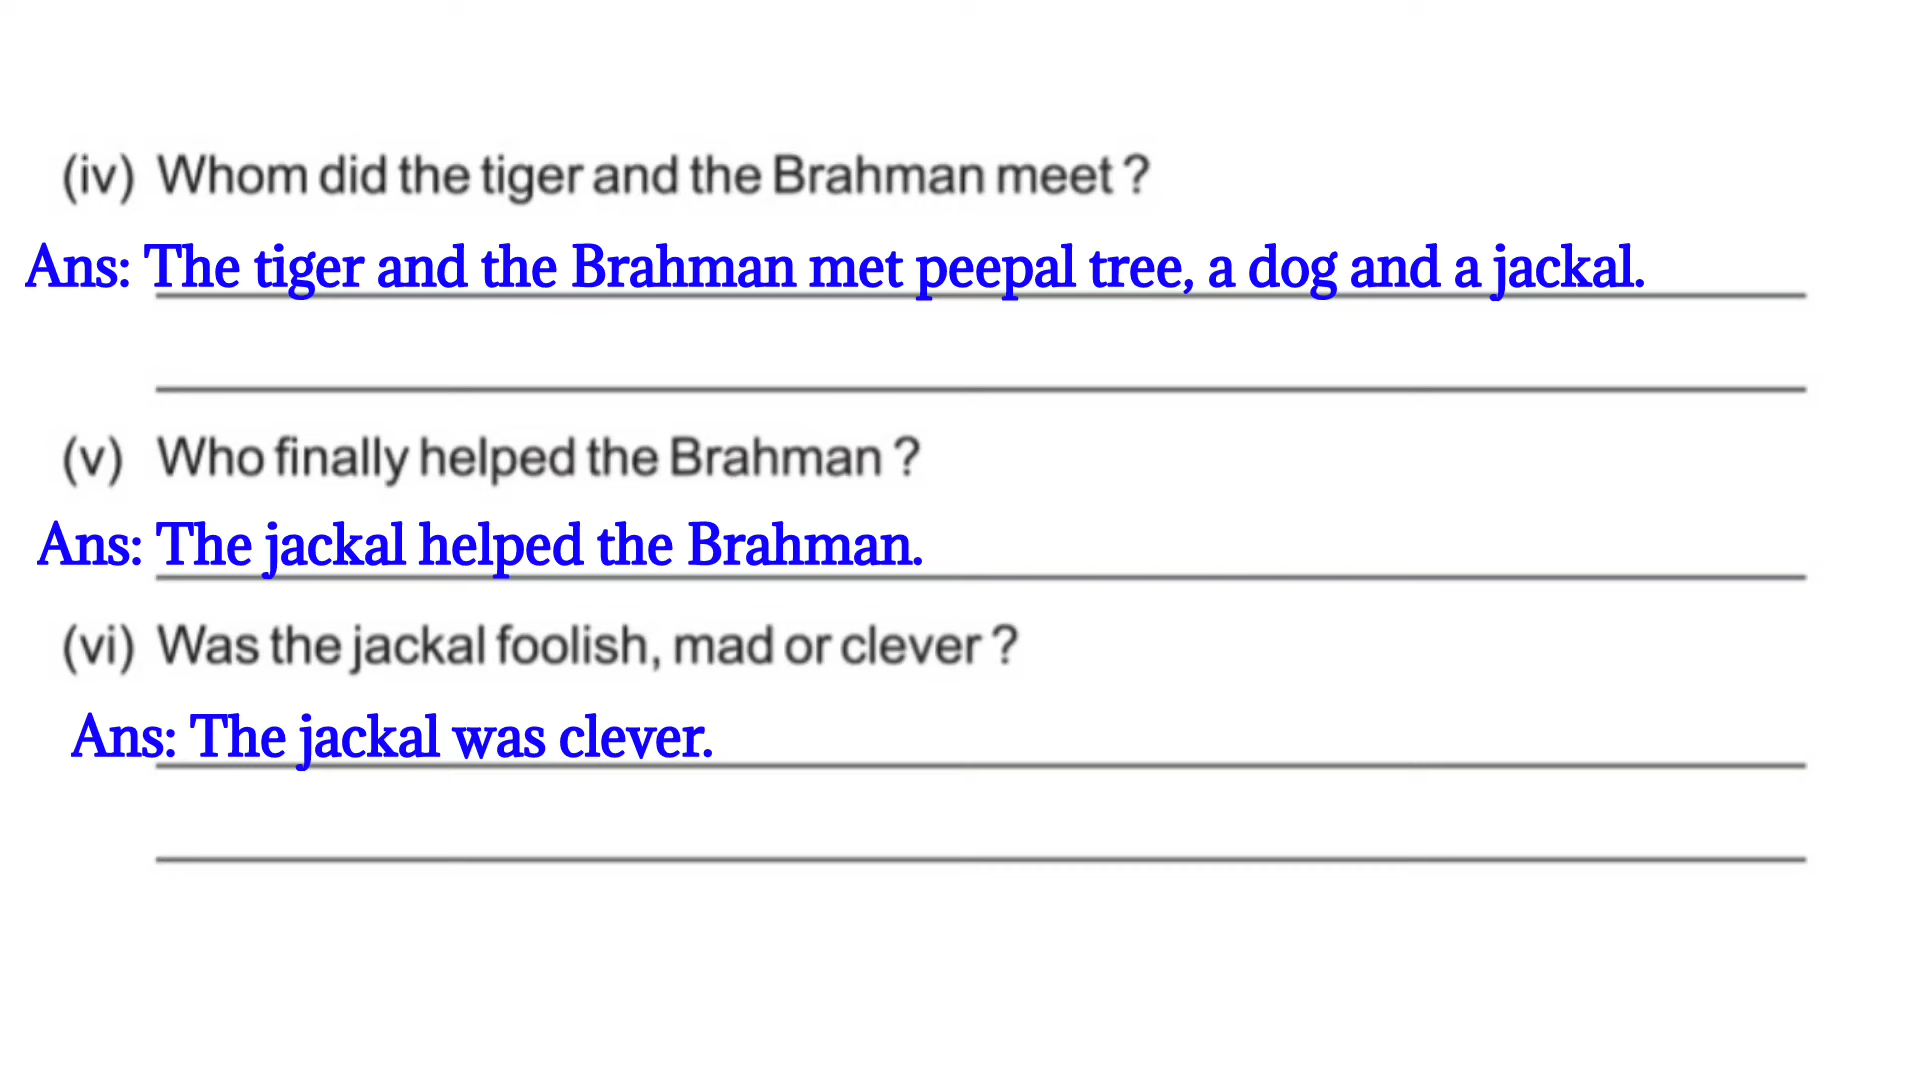 (iv) Whom did the tiger and the Brahman meet ?
Ans: The tiger and the Brahman met peepal tree, a dog and a jackal.
(v) Who finally helped the Brahman ?
Ans: The jackal helped the Brahman.
(vi) Was the jackal foolish, mad or clever ?
Ans: The jackal was clever.